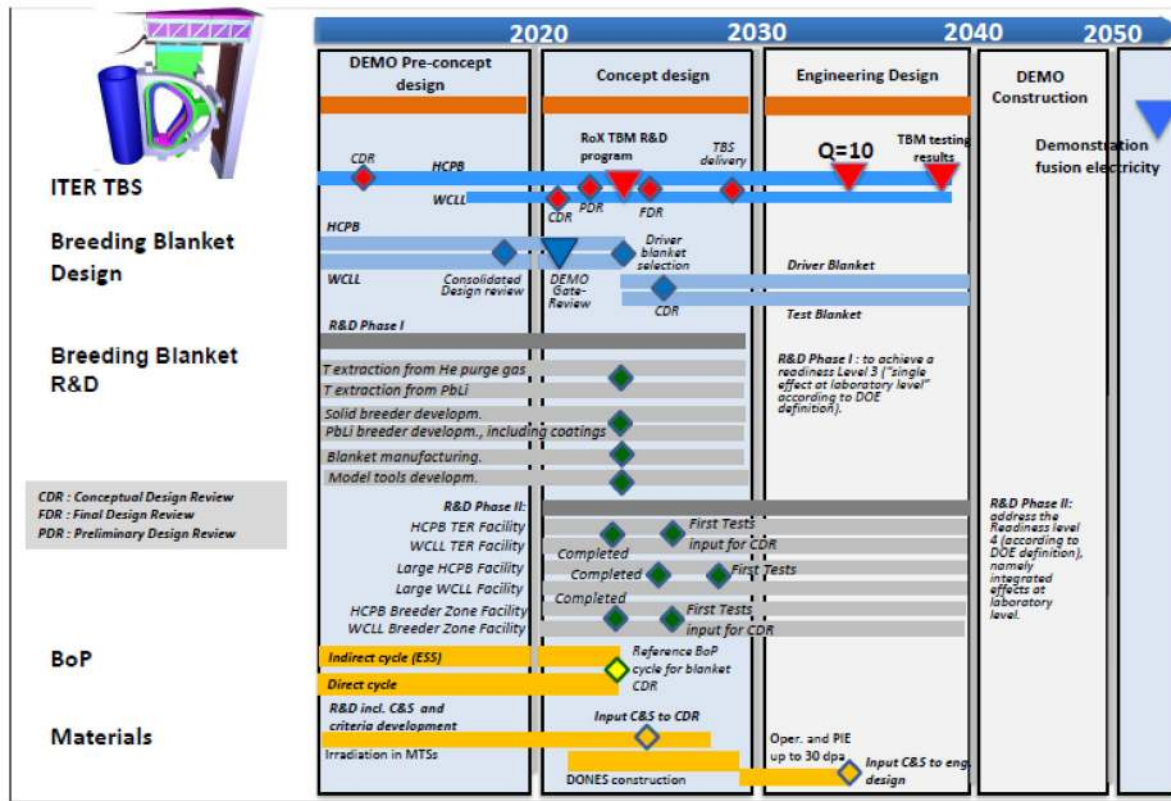 2020
2030
2040
2050
DEMO Pre-concept
design
Concept design
Engineering Design
DEMO
Construction
Demonstration
fusion electricity
ITER TBS
CDR
HCPB
WCLL
RoX TBM R&D
program
CDR
PDR
FDR
TBS
delivery
Q=10
TBM testing
results
Breeding Blanket
Design
HCPB
WCLL
Consolidated
Design review
DEMO
Gate-
Review
Driver
blanket
selection
CDR
Driver Blanket
Test Blanket
Breeding Blanket
R&D
R&D Phase I
T extraction from He purge gas
T extraction from PbLi
Solid breeder developm.
PbLi breeder developm., including coatings
Blanket manufacturing.
Model tools developm.
R&D Phase I : to achieve a
readiness Level 3 ("single
effect at laboratory level"
according to DOE
definition).
CDR : Conceptual Design Review
FDR : Final Design Review
PDR : Preliminary Design Review
R&D Phase II:
HCPB TER Facility
WCLL TER Facility
Large HCPB Facility
Large WCLL Facility
HCPB Breeder Zone Facility
WCLL Breeder Zone Facility
Completed
First Tests
input for CDR
Completed
First Tests
Completed
First Tests
input for CDR
R&D Phase II:
address the
Readiness level
4 (according to
DOE definition),
namely
integrated
effects at
laboratory
level.
BoP
Indirect cycle (ESS)
Direct cycle
Reference BoP
cycle for blanket
CDR
Materials
R&D incl. C&S and
criteria development
Input C&S to CDR
Irradiation in MTSs
DONES construction
Oper. and PIE
up to 30 dpa
Input C&S to eng.
design